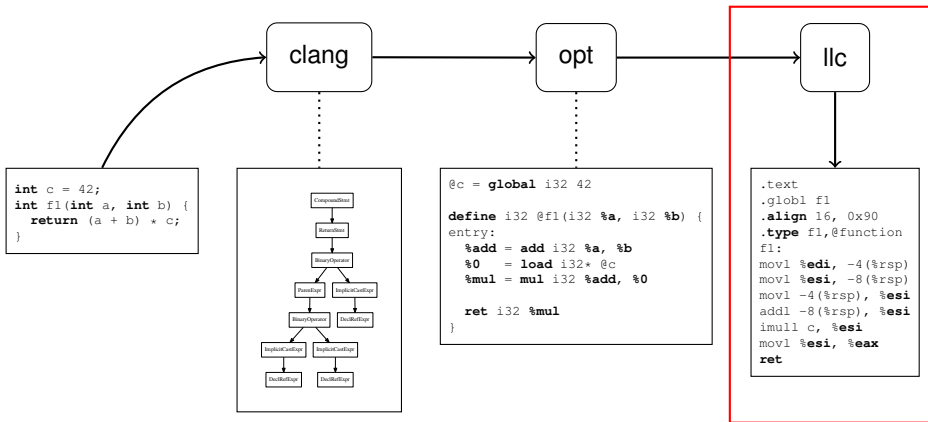 clang
opt
llc
int c = 42;
int f1(int a, int b) {
return (a + b) * c;
}
CompoundStmt
ReturnStmt
BinaryOperator
ParenExpr ImplicitCastExpr
BinaryOperator DeclRefExpr
ImplicitCastExpr ImplicitCastExpr
DeclRefExpr DeclRefExpr
@c = global i32 42
define i32 @f1(i32 %a, i32 %b) {
entry:
%add = add i32 %a, %b
%0 = load i32* @c
%mul = mul i32 %add, %0
ret i32 %mul
}
.text
.globl f1
.align 16, 0x90
.type f1,@function
f1:
movl %edi, -4(%rsp)
movl %esi, -8(%rsp)
movl -4(%rsp), %esi
addl -8(%rsp), %esi
imull c, %esi
movl %esi, %eax
ret